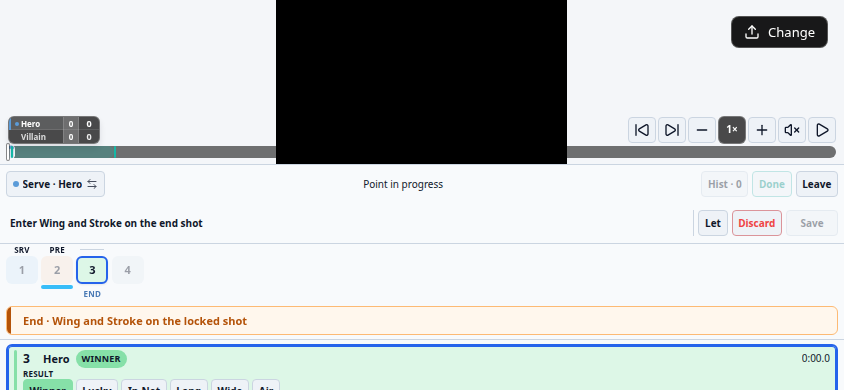 Change
Hero 0 0
Villain 0 0
1×
Serve · Hero
Point in progress
Hist · 0
Done
Leave
Enter Wing and Stroke on the end shot
Let
Discard
Save
SRV PRE
1 2 3 4
END
End · Wing and Stroke on the locked shot
3 Hero WINNER 0:00.0
RESULT
Winner Lucky In-Net Long Wide Air